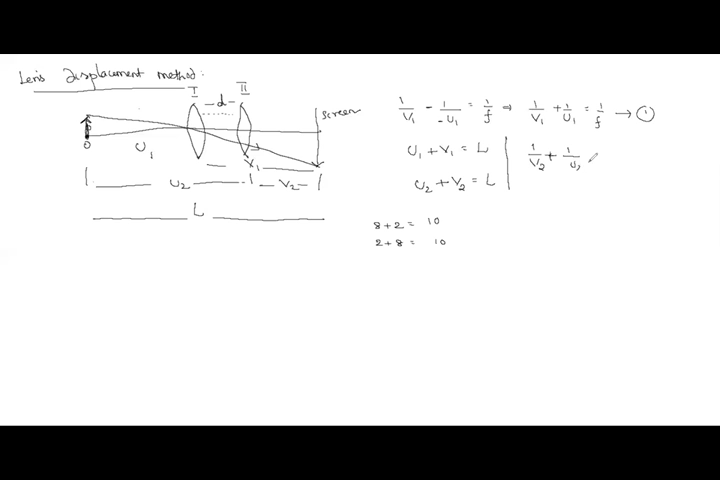 Lens Displacement method:
I
II
d
screen
O
U₁
V₁
U₂
V₂
L
1/V₁ - 1/-U₁ = 1/f ⇒ 1/V₁ + 1/U₁ = 1/f → ①
U₁ + V₁ = L
1/V₂ + 1/U₂
U₂ + V₂ = L
8 + 2 = 10
2 + 8 = 10